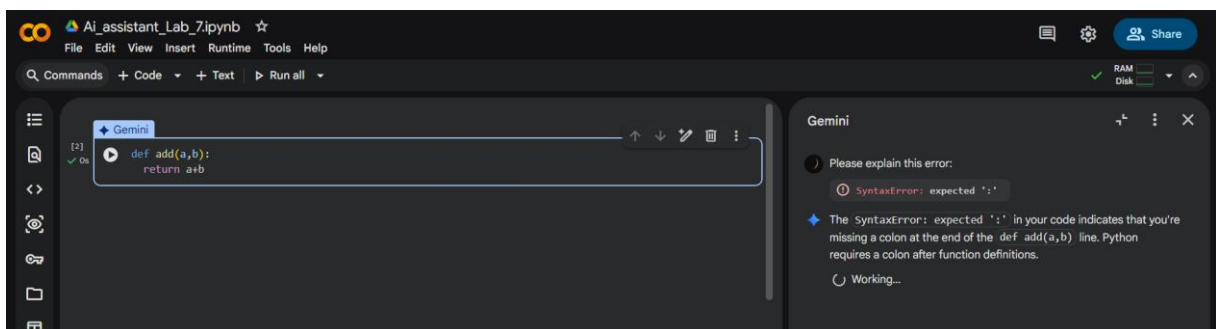 CO
Ai_assistant_Lab_7.ipynb
File Edit View Insert Runtime Tools Help
Share
Commands + Code + Text Run all
RAM
Disk
Gemini
[2]
0s
def add(a,b):
return a+b
Gemini
Please explain this error:
SyntaxError: expected ':'
The SyntaxError: expected ':' in your code indicates that you're
missing a colon at the end of the def add(a,b) line. Python
requires a colon after function definitions.
Working...